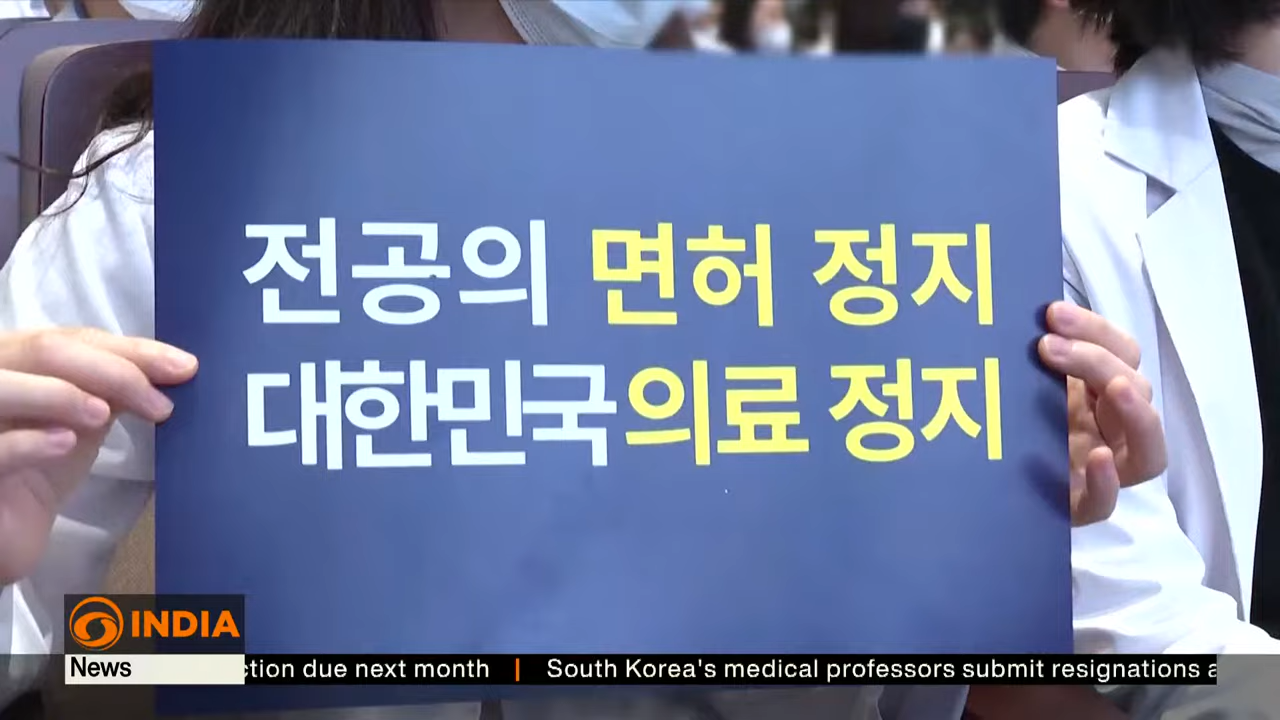 전공의 면허 정지
대한민국의료 정지
INDIA
News
ction due next month | South Korea's medical professors submit resignations a